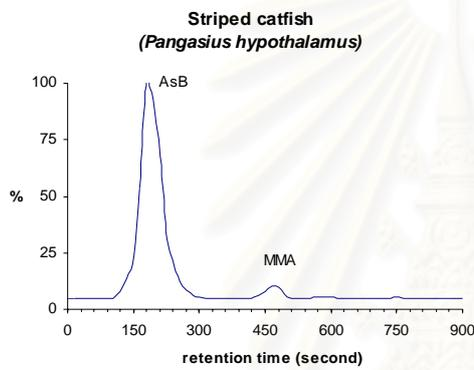 Striped catfish
(Pangasius hypothalamus)
100
AsB
75
%
50
25
MMA
0
0 150 300 450 600 750 900
retention time (second)